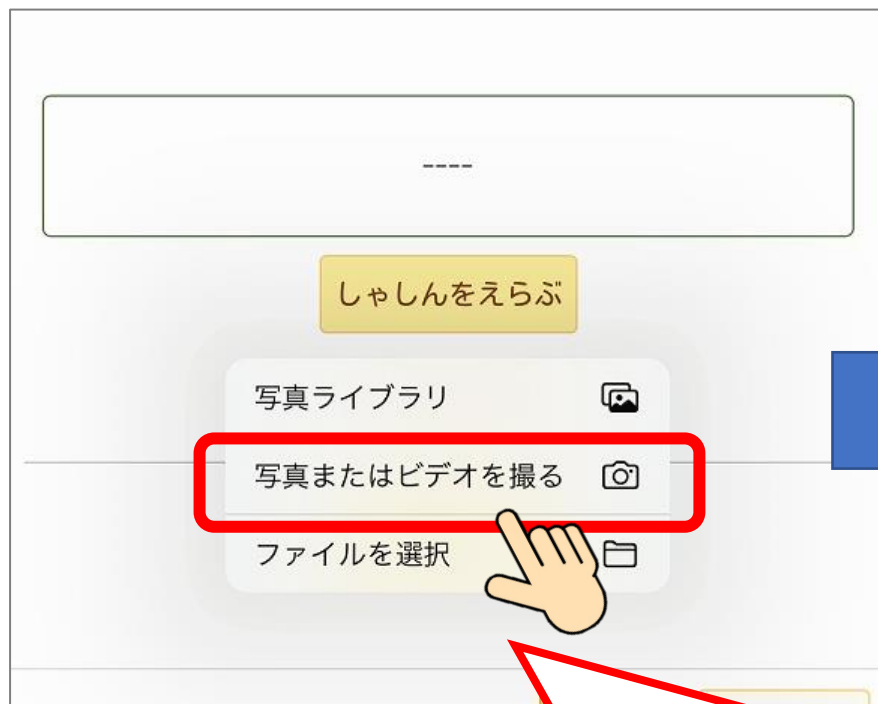 ----
しゃしんをえらぶ
写真ライブラリ
写真またはビデオを撮る
ファイルを選択